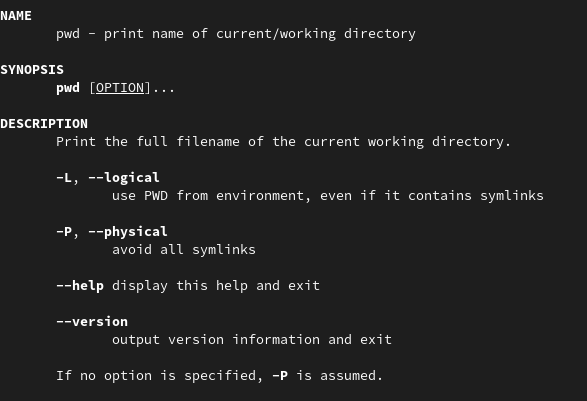 NAME
pwd - print name of current/working directory
SYNOPSIS
pwd [OPTION]...
DESCRIPTION
Print the full filename of the current working directory.
-L, --logical
use PWD from environment, even if it contains symlinks
-P, --physical
avoid all symlinks
--help display this help and exit
--version
output version information and exit
If no option is specified, -P is assumed.